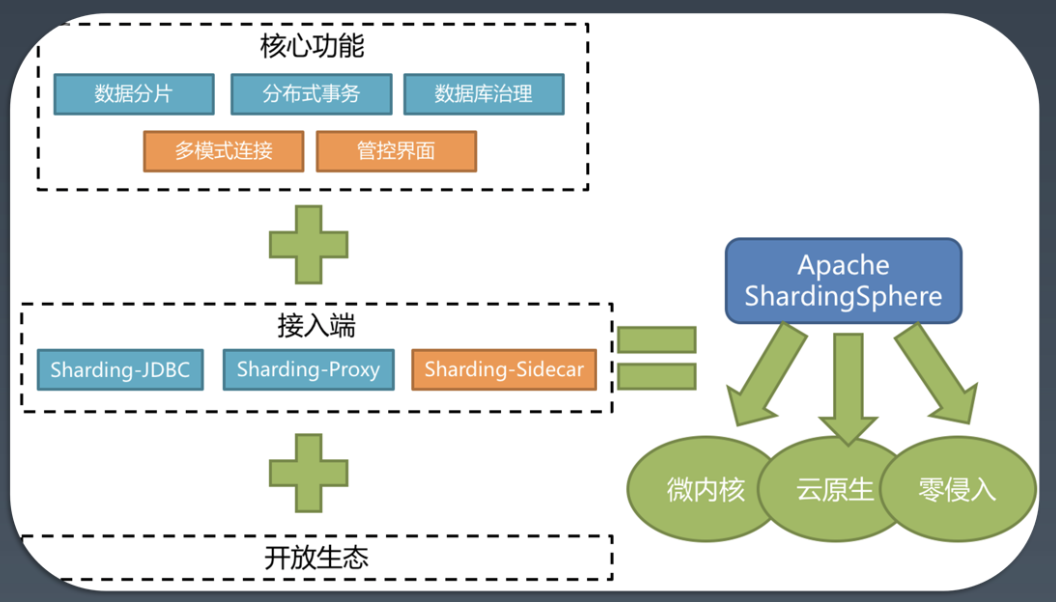 核心功能
数据分片
分布式事务
数据库治理
多模式连接
管控界面
接入端
Sharding-JDBC
Sharding-Proxy
Sharding-Sidecar
开放生态
Apache
ShardingSphere
微内核
云原生
零侵入